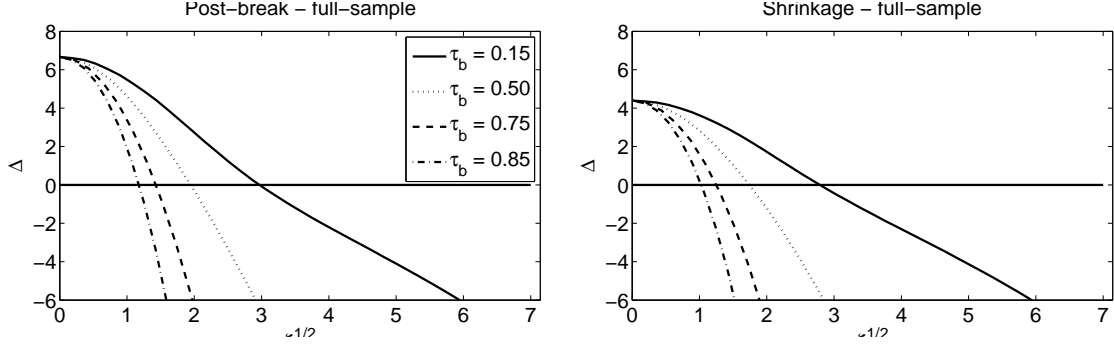 Post−break − full−sample
8
6
4
2
0
−2
−4
−6
Δ
τb = 0.15
τb = 0.50
τb = 0.75
τb = 0.85
0 1 2 3 4 5 6 7
Shrinkage − full−sample
8
6
4
2
0
−2
−4
−6
Δ
0 1 2 3 4 5 6 7